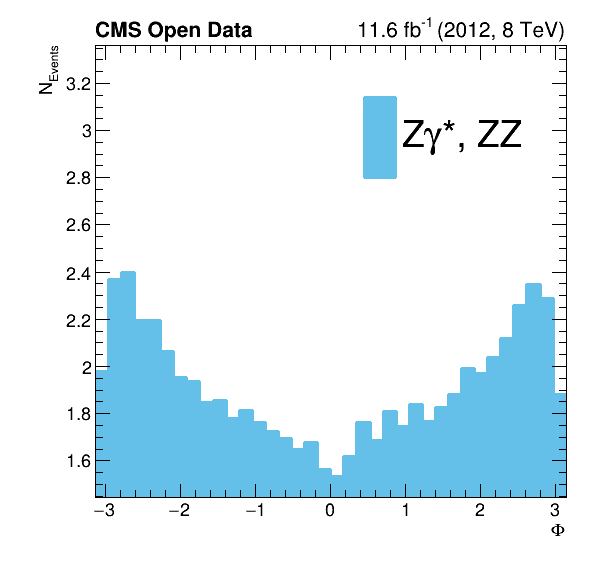 CMS Open Data 11.6 fb-1 (2012, 8 TeV)
NEvents
3.2
3
2.8
2.6
2.4
2.2
2
1.8
1.6
Zγ*, ZZ
−3 −2 −1 0 1 2 3
Φ